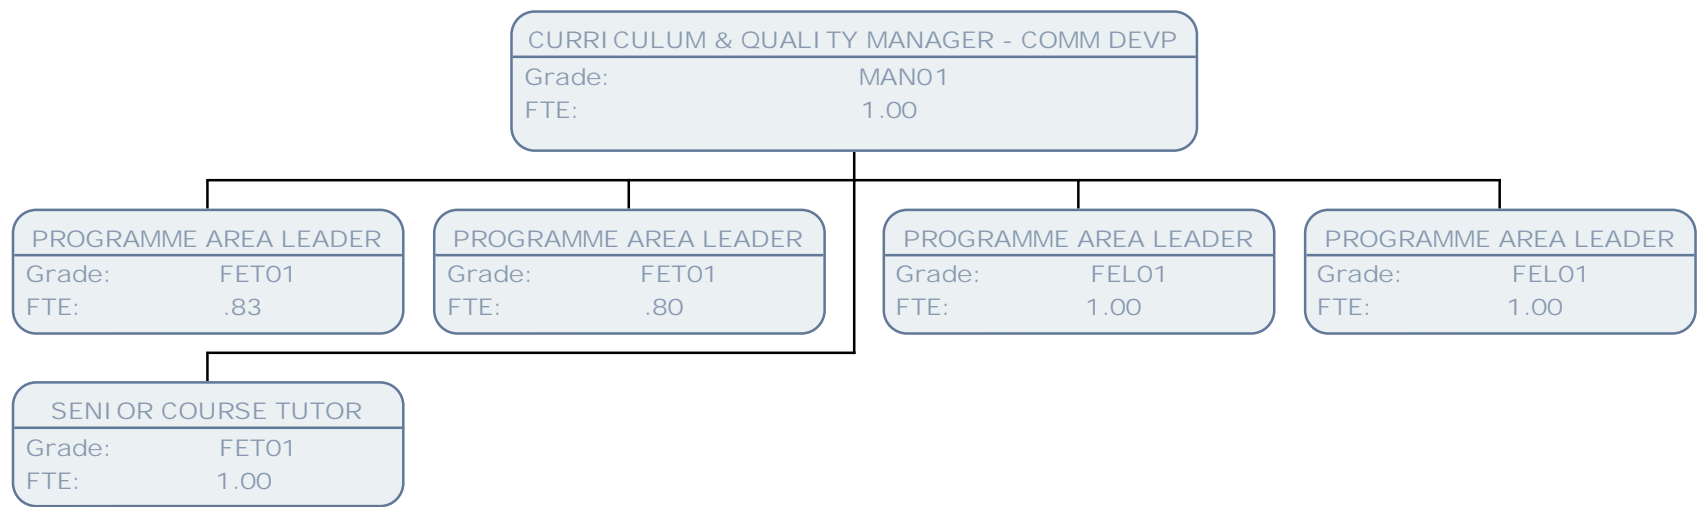 CURRICULUM & QUALITY MANAGER - COMM DEVP
Grade: MAN01
FTE: 1.00
PROGRAMME AREA LEADER
Grade: FET01
FTE: .83
PROGRAMME AREA LEADER
Grade: FET01
FTE: .80
PROGRAMME AREA LEADER
Grade: FEL01
FTE: 1.00
PROGRAMME AREA LEADER
Grade: FEL01
FTE: 1.00
SENIOR COURSE TUTOR
Grade: FET01
FTE: 1.00